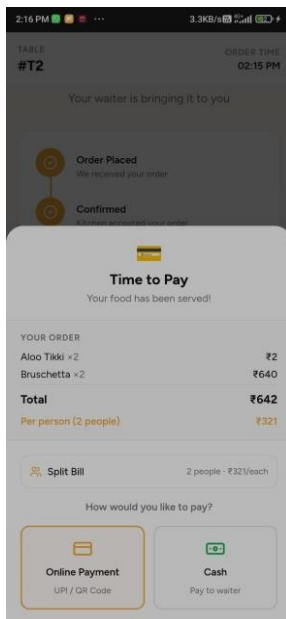 2:16 PM ··· 3.3KB/s
TABLE ORDER TIME
#T2 02:15 PM
Your waiter is bringing it to you
Order Placed
We received your order
Confirmed
Kitchen accepted your order
Time to Pay
Your food has been served!
YOUR ORDER
Aloo Tikki ×2 ₹2
Bruschetta ×2 ₹640
Total ₹642
Per person (2 people) ₹321
Split Bill 2 people · ₹321/each
How would you like to pay?
Online Payment Cash
UPI / QR Code Pay to waiter